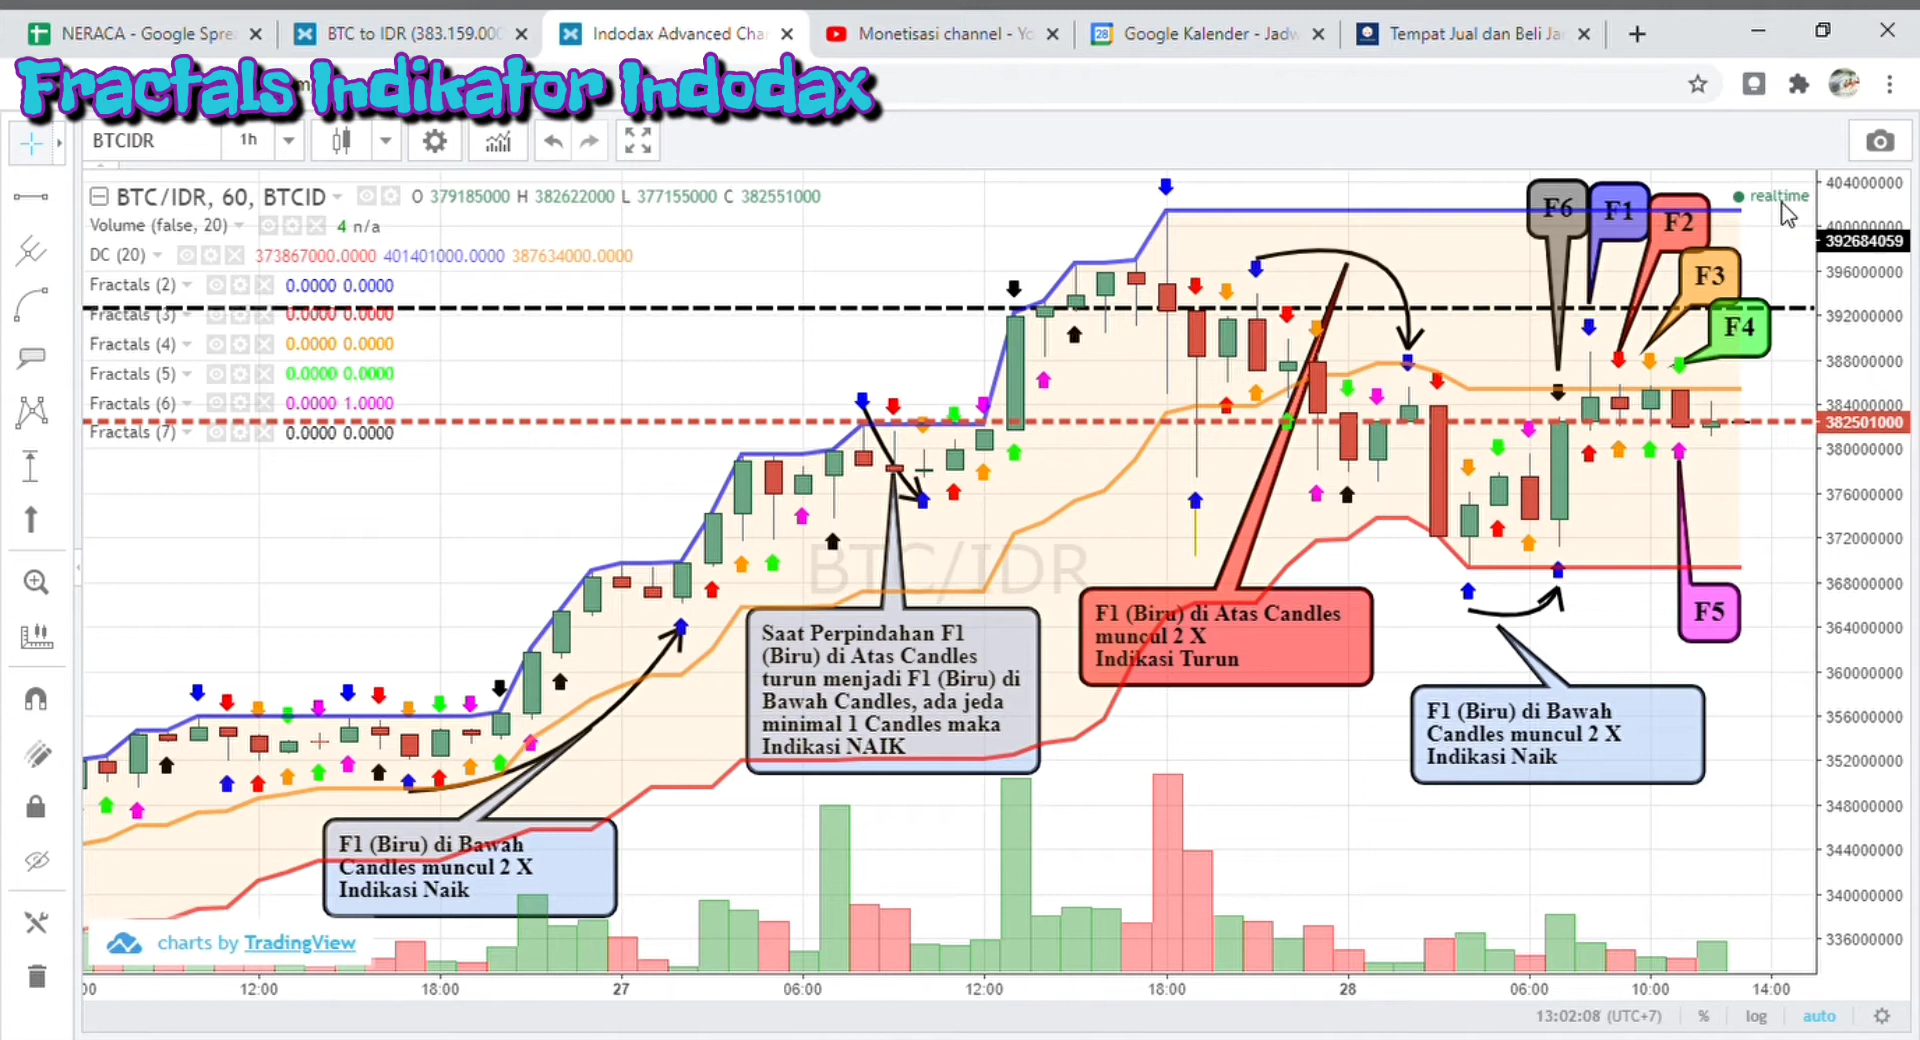 NERACA - Google Spre
BTC to IDR (383.159.000
Indodax Advanced Cha
Monetisasi channel - Yo
28
Google Kalender - Jadw
Tempat Jual dan Beli Ja
Fractals Indikator Indodax
BTCIDR
1h
BTC/IDR, 60, BTCID
O 379185000 H 382622000 L 377155000 C 382551000
Volume (false, 20)
4 n/a
DC (20)
373867000.0000 401401000.0000 387634000.0000
Fractals (2)
0.0000 0.0000
Fractals (3)
0.0000 0.0000
Fractals (4)
0.0000 0.0000
Fractals (5)
0.0000 0.0000
Fractals (6)
0.0000 1.0000
Fractals (7)
0.0000 0.0000
realtime
F6
F1
F2
F3
F4
F5
BTC/IDR
Saat Perpindahan F1
(Biru) di Atas Candles
turun menjadi F1 (Biru) di
Bawah Candles, ada jeda
minimal 1 Candles maka
Indikasi NAIK
F1 (Biru) di Atas Candles
muncul 2 X
Indikasi Turun
F1 (Biru) di Bawah
Candles muncul 2 X
Indikasi Naik
F1 (Biru) di Bawah
Candles muncul 2 X
Indikasi Naik
404000000
400000000
392684059
396000000
392000000
388000000
384000000
382501000
380000000
376000000
372000000
368000000
364000000
360000000
356000000
352000000
348000000
344000000
340000000
336000000
charts by TradingView
:00
12:00
18:00
27
06:00
12:00
18:00
28
06:00
10:00
14:00
13:02:08 (UTC+7)
%
log
auto